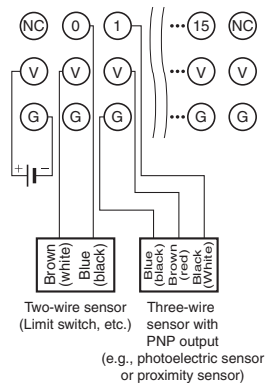 NC 0 1 ••• 15 NC
V V V ••• V V
G G G ••• G G
+ −
Brown (white)
Blue (black)
Blue (black)
Brown (red)
Black (White)
Two-wire sensor
(Limit switch, etc.)
Three-wire
sensor with
PNP output
(e.g., photoelectric sensor
or proximity sensor)